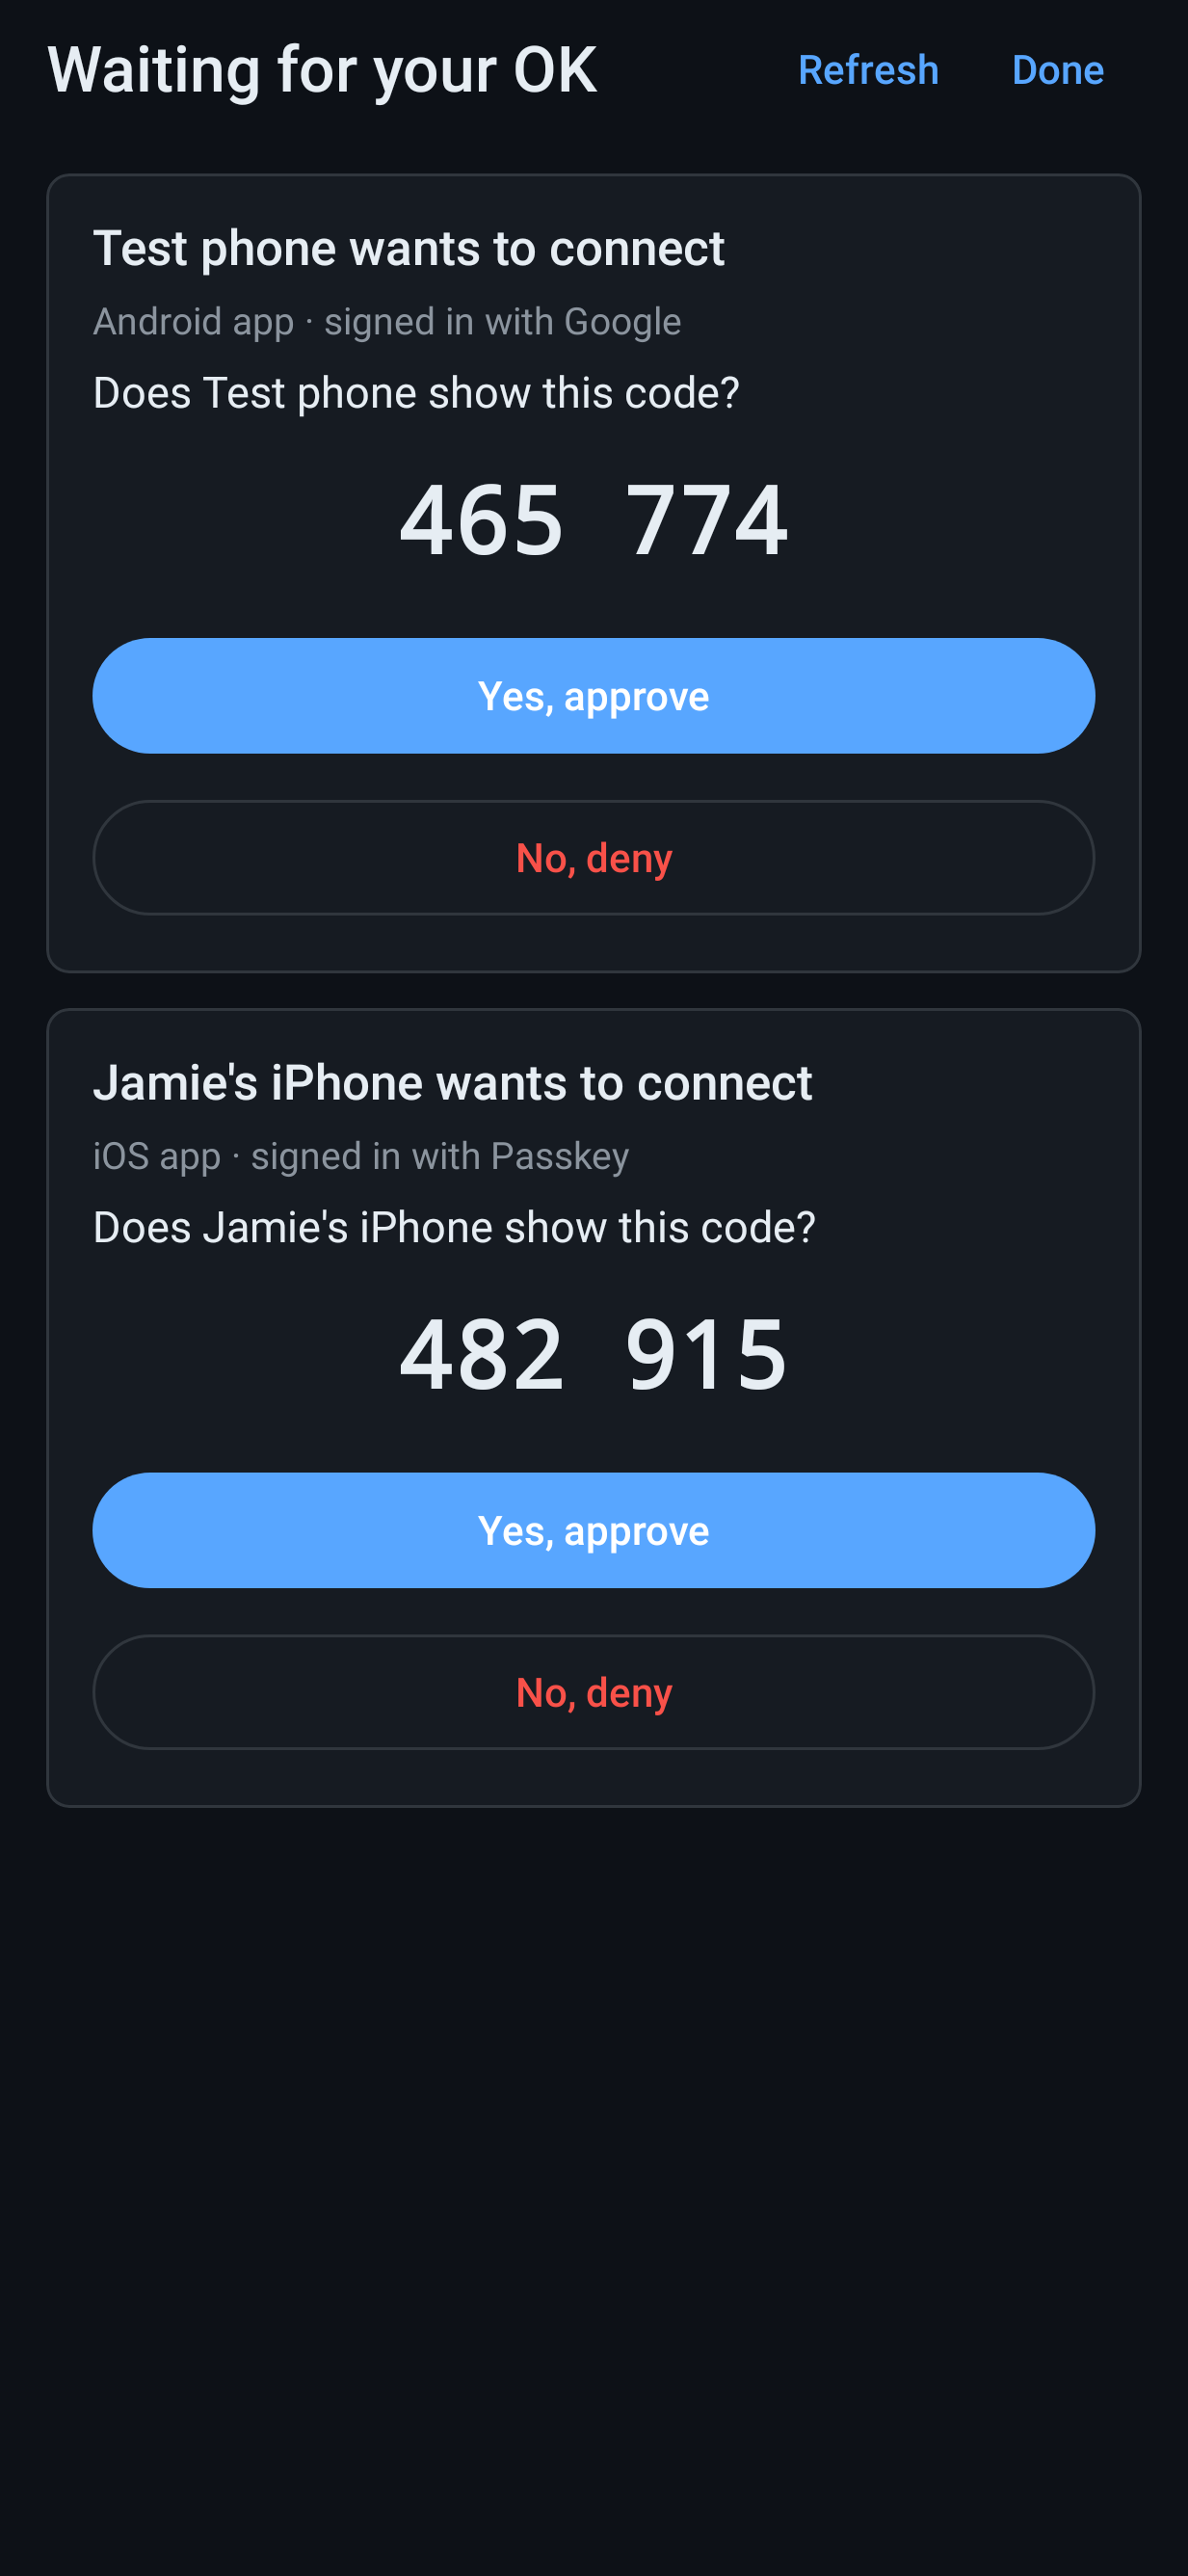 Waiting for your OK
Refresh
Done
Test phone wants to connect
Android app · signed in with Google
Does Test phone show this code?
465 774
Yes, approve
No, deny
Jamie's iPhone wants to connect
iOS app · signed in with Passkey
Does Jamie's iPhone show this code?
482 915
Yes, approve
No, deny